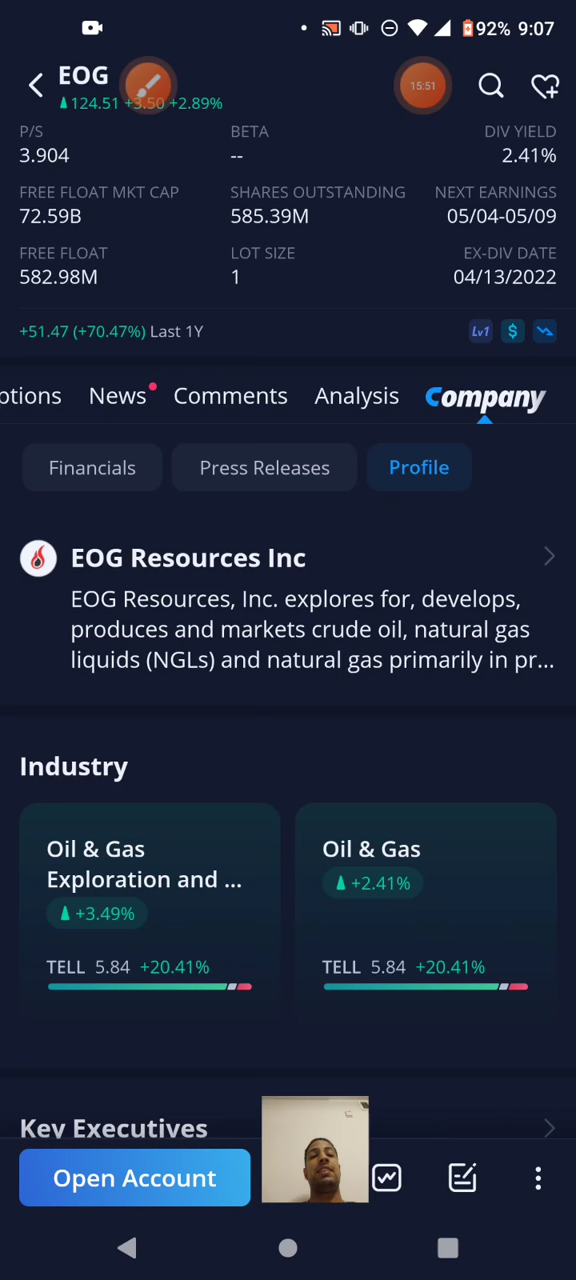 92% 9:07
EOG
124.51 +3.50 +2.89%
15:51
P/S BETA DIV YIELD
3.904 -- 2.41%
FREE FLOAT MKT CAP SHARES OUTSTANDING NEXT EARNINGS
72.59B 585.39M 05/04-05/09
FREE FLOAT LOT SIZE EX-DIV DATE
582.98M 1 04/13/2022
+51.47 (+70.47%) Last 1Y Lv1 $
ptions News Comments Analysis Company
Financials Press Releases Profile
EOG Resources Inc
EOG Resources, Inc. explores for, develops,
produces and markets crude oil, natural gas
liquids (NGLs) and natural gas primarily in pr...
Industry
Oil & Gas
Exploration and ...
+3.49%
TELL 5.84 +20.41%
Oil & Gas
+2.41%
TELL 5.84 +20.41%
Key Executives
Open Account